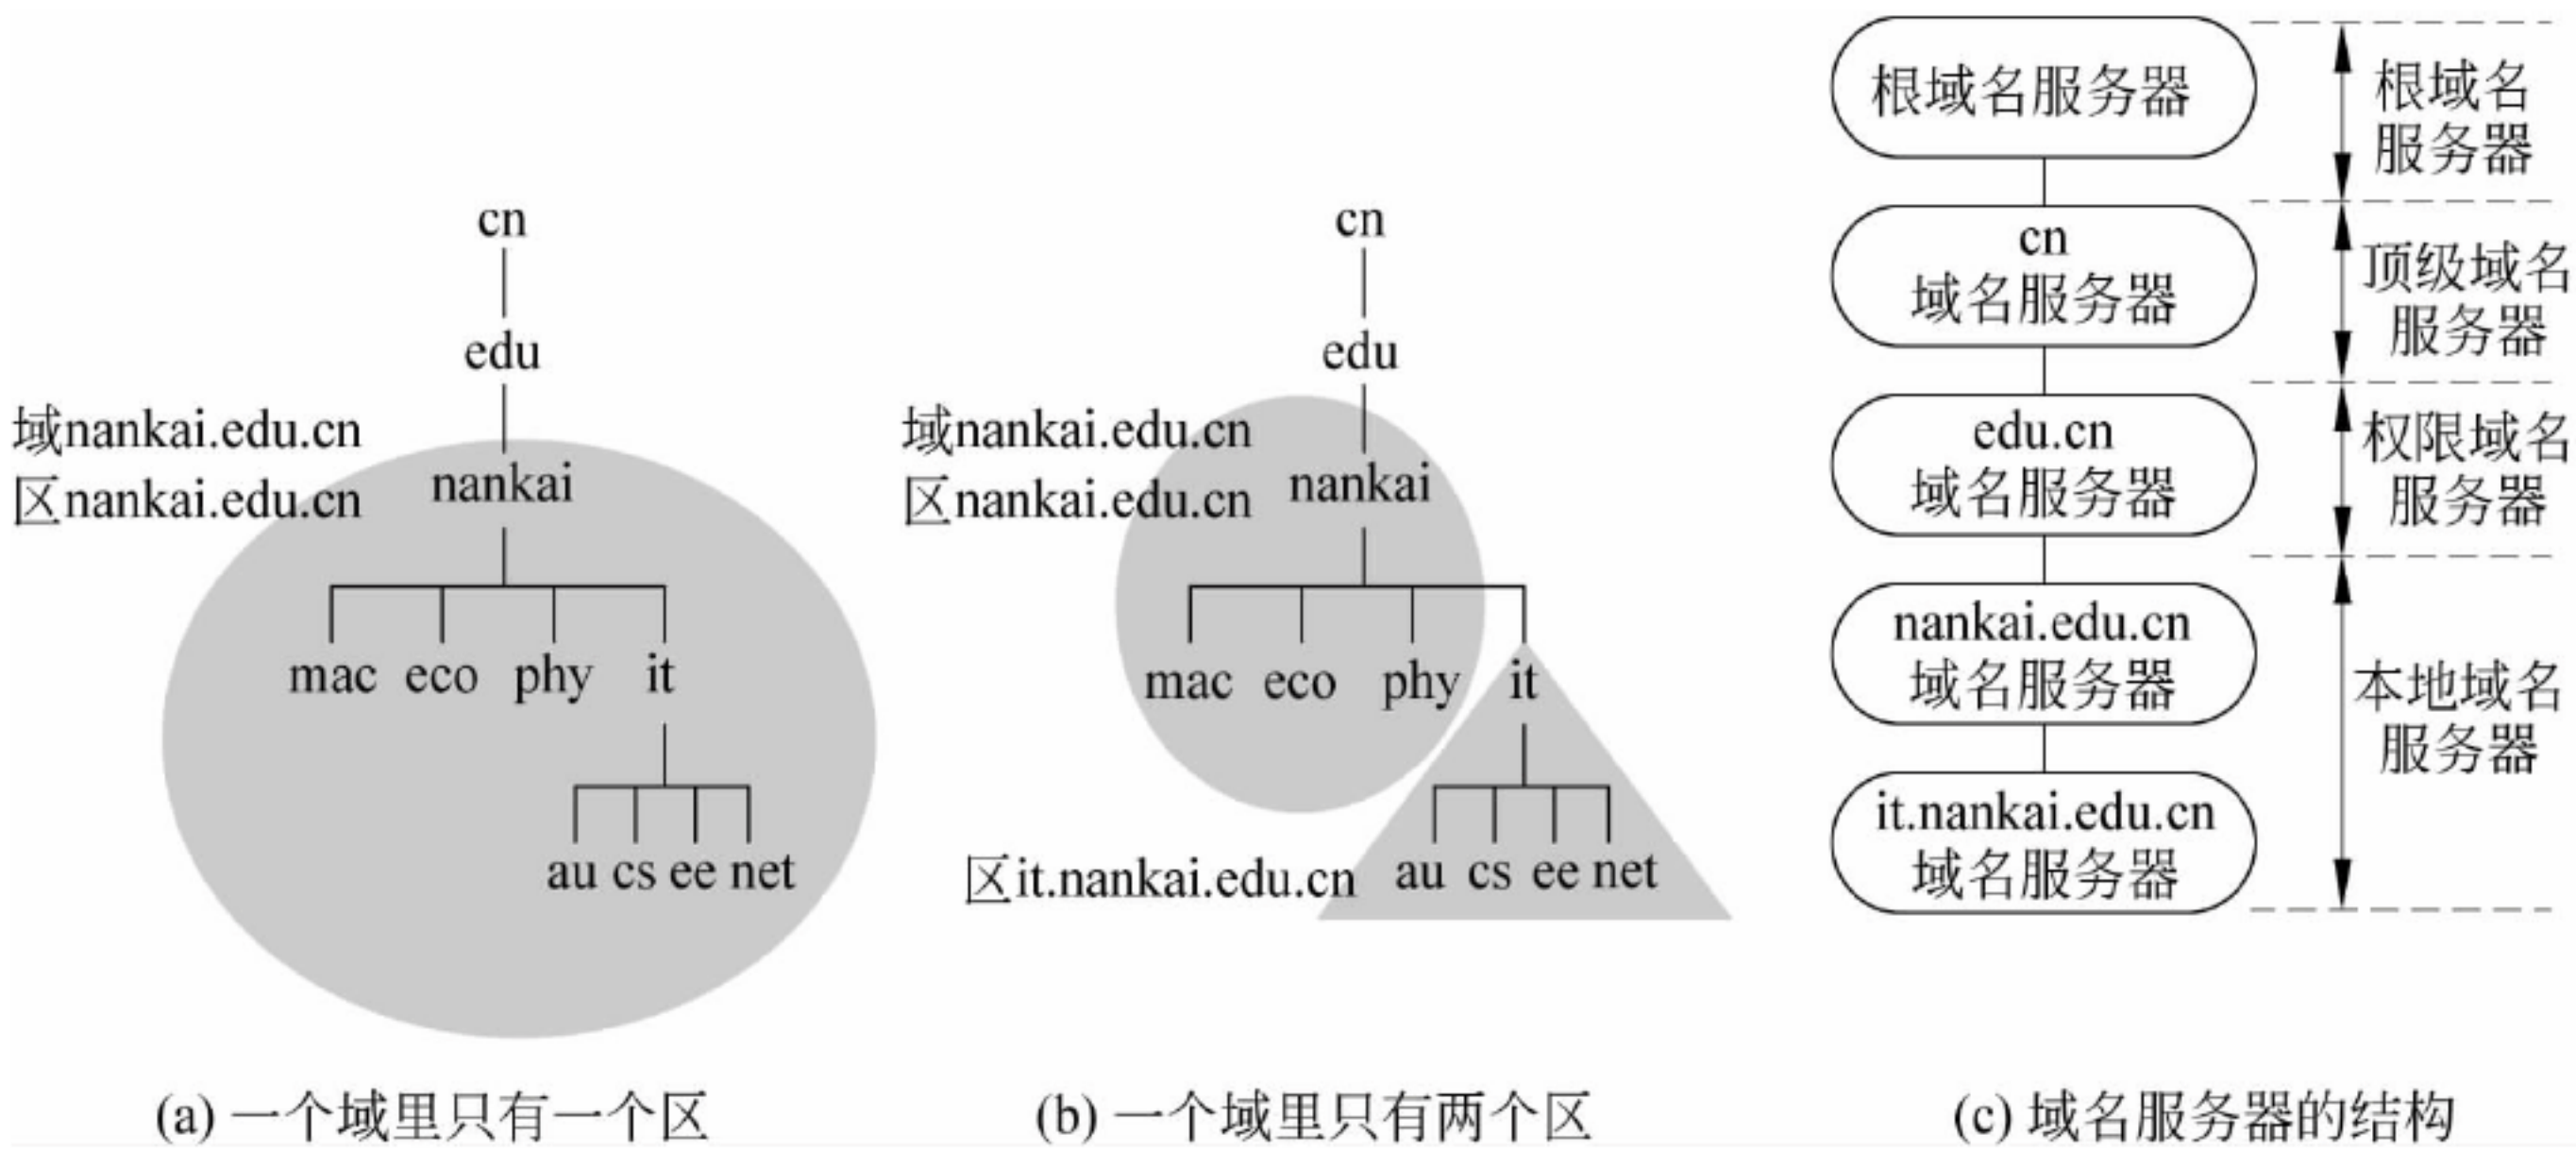 cn
edu
域nankai.edu.cn
区nankai.edu.cn
nankai
mac eco phy it
au cs ee net
(a) 一个域里只有一个区
cn
edu
域nankai.edu.cn
区nankai.edu.cn
nankai
mac eco phy it
区it.nankai.edu.cn
au cs ee net
(b) 一个域里只有两个区
根域名服务器
cn
域名服务器
edu.cn
域名服务器
nankai.edu.cn
域名服务器
it.nankai.edu.cn
域名服务器
根域名
服务器
顶级域名
服务器
权限域名
服务器
本地域名
服务器
(c) 域名服务器的结构